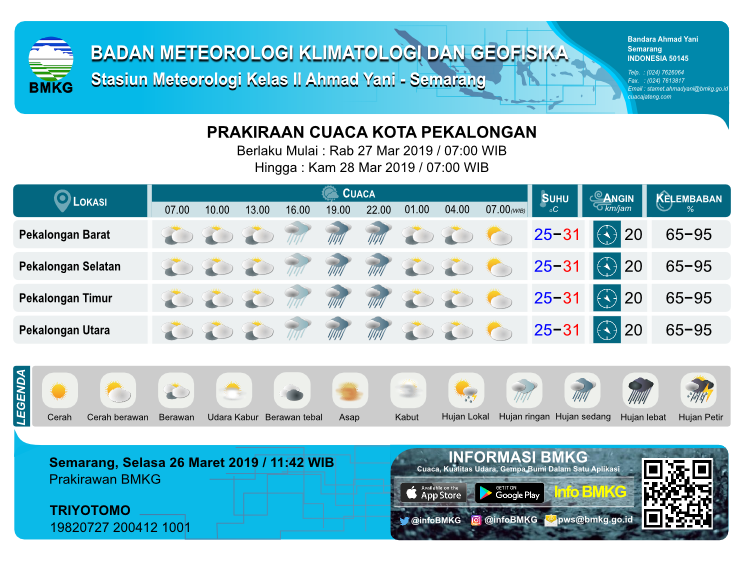 BMKG
BADAN METEOROLOGI KLIMATOLOGI DAN GEOFISIKA
Stasiun Meteorologi Kelas II Ahmad Yani - Semarang
Bandara Ahmad Yani
Semarang
INDONESIA 50145
Telp. : (024) 7626064
Fax. : (024) 7613817
Email : stamet.ahmadyani@bmkg.go.id
cuacajateng.com
PRAKIRAAN CUACA KOTA PEKALONGAN
Berlaku Mulai : Rab 27 Mar 2019 / 07:00 WIB
Hingga : Kam 28 Mar 2019 / 07:00 WIB
LOKASI CUACA SUHU °C ANGIN km/jam KELEMBABAN %
07.00 10.00 13.00 16.00 19.00 22.00 01.00 04.00 07.00 (WIB)
Pekalongan Barat 25-31 20 65-95
Pekalongan Selatan 25-31 20 65-95
Pekalongan Timur 25-31 20 65-95
Pekalongan Utara 25-31 20 65-95
LEGENDA
Cerah Cerah berawan Berawan Udara Kabur Berawan tebal Asap Kabut Hujan Lokal Hujan ringan Hujan sedang Hujan lebat Hujan Petir
Semarang, Selasa 26 Maret 2019 / 11:42 WIB
Prakirawan BMKG
TRIYOTOMO
19820727 200412 1001
INFORMASI BMKG
Cuaca, Kualitas Udara, Gempa Bumi Dalam Satu Aplikasi
Available on the App Store GET IT ON Google Play Info BMKG
@infoBMKG @infoBMKG pws@bmkg.go.id